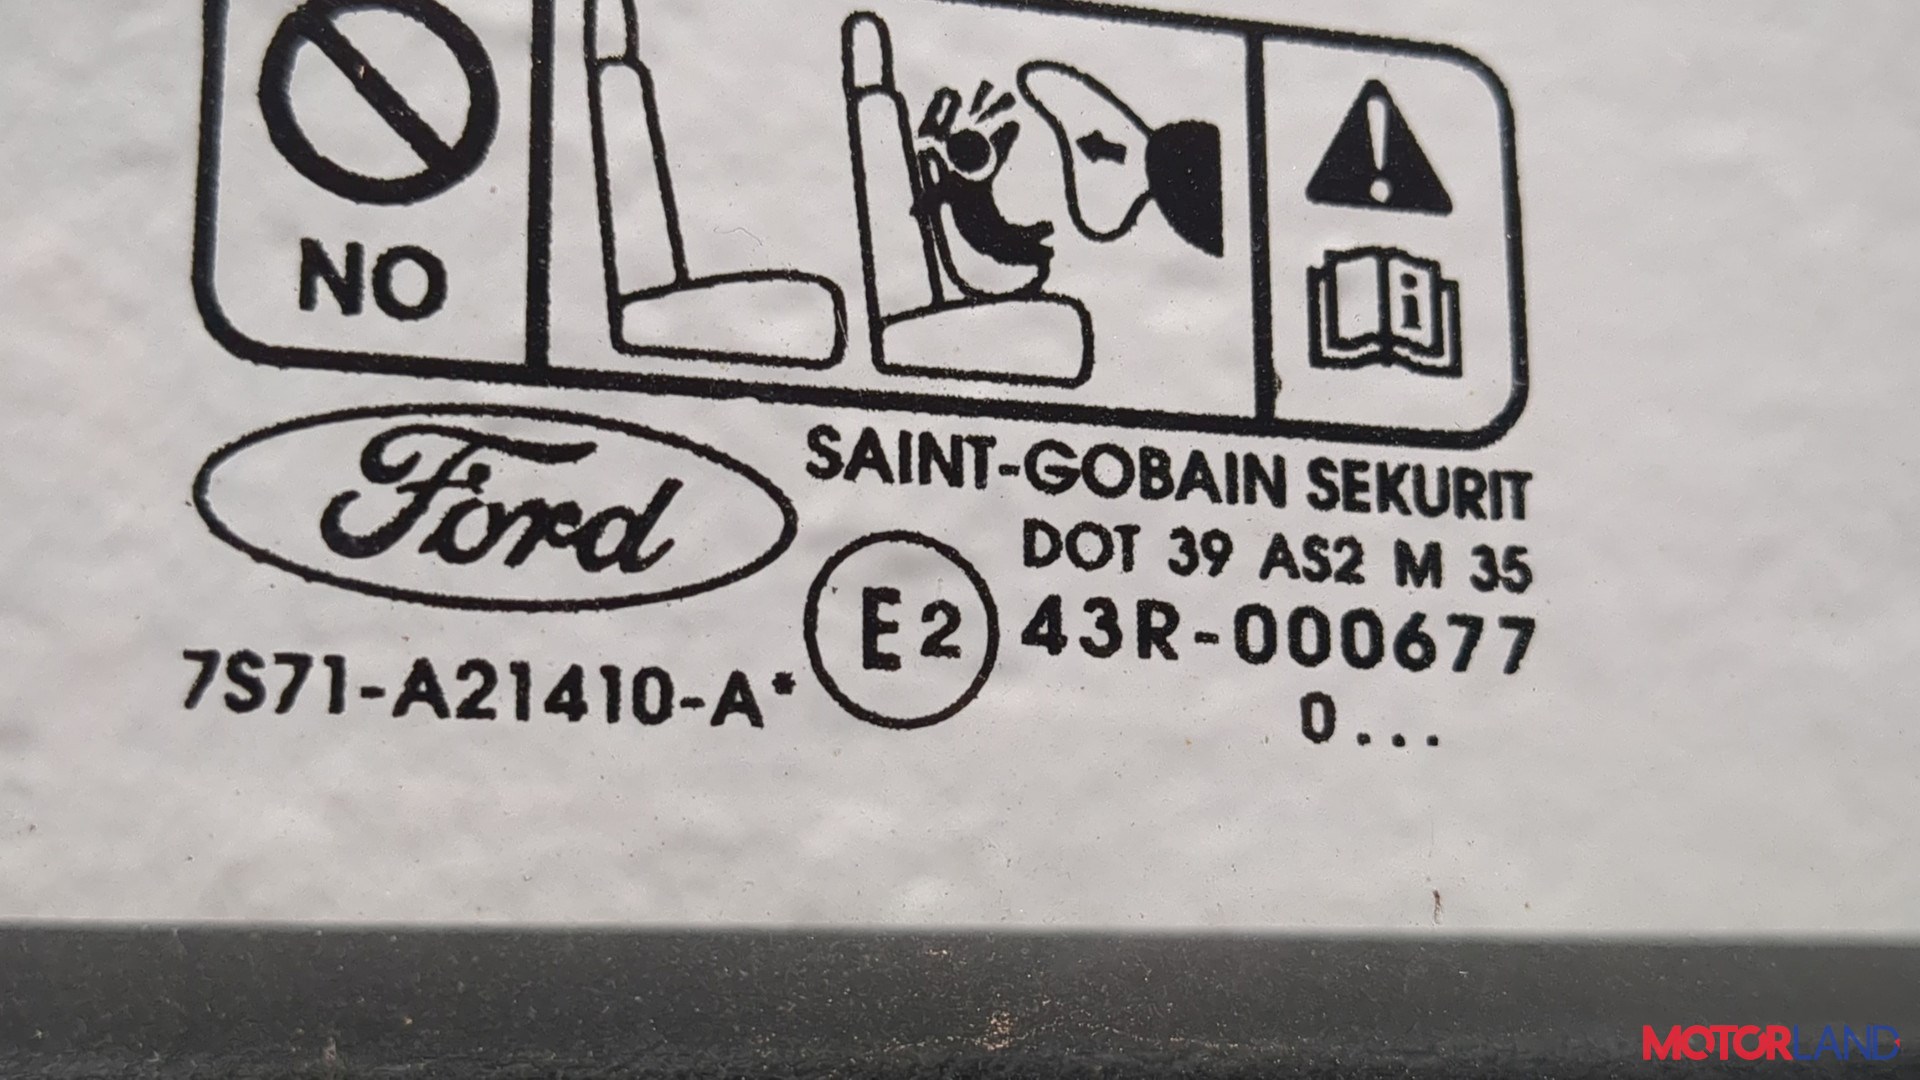 NO
i
Ford
SAINT-GOBAIN SEKURIT
DOT 39 AS2 M 35
E2
43R-000677
7S71-A21410-A*
0...
MOTORLAND